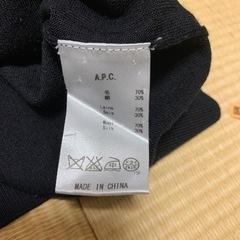 A.P.C.
毛 70%
絹 30%
Laine 70%
Soie 30%
Wool 70%
Silk 30%
MADE IN CHINA